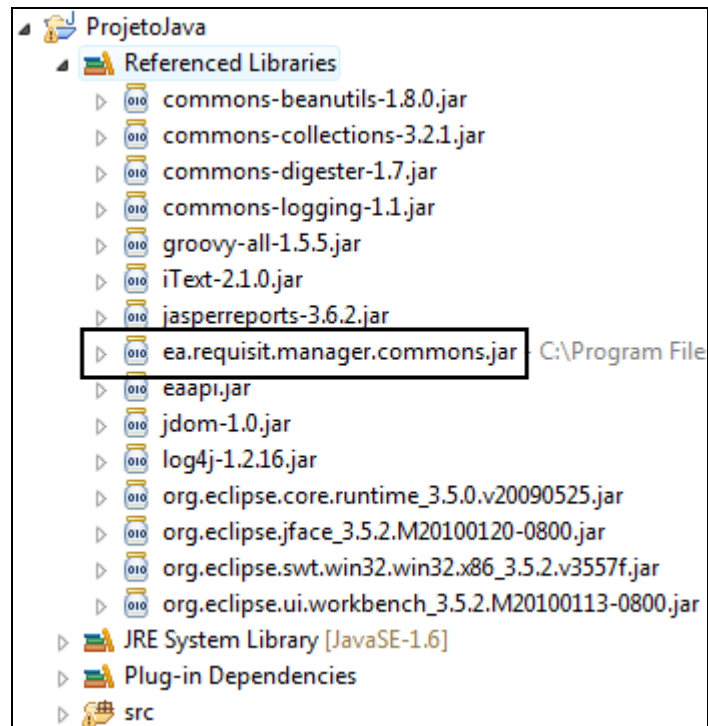 ProjetoJava
Referenced Libraries
commons-beanutils-1.8.0.jar
commons-collections-3.2.1.jar
commons-digester-1.7.jar
commons-logging-1.1.jar
groovy-all-1.5.5.jar
iText-2.1.0.jar
jasperreports-3.6.2.jar
ea.requisit.manager.commons.jar - C:\Program File
eaapi.jar
jdom-1.0.jar
log4j-1.2.16.jar
org.eclipse.core.runtime_3.5.0.v20090525.jar
org.eclipse.jface_3.5.2.M20100120-0800.jar
org.eclipse.swt.win32.win32.x86_3.5.2.v3557f.jar
org.eclipse.ui.workbench_3.5.2.M20100113-0800.jar
JRE System Library [JavaSE-1.6]
Plug-in Dependencies
src